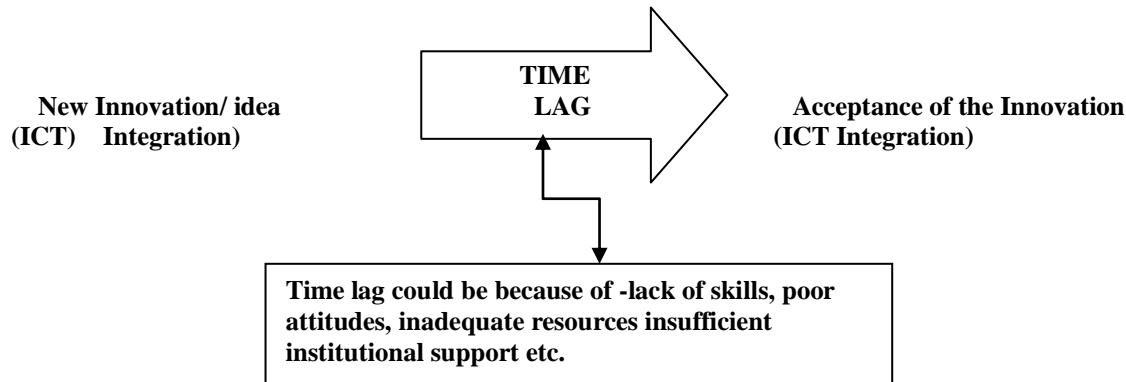 TIME
LAG
New Innovation/ idea
(ICT) Integration)
Acceptance of the Innovation
(ICT Integration)
Time lag could be because of -lack of skills, poor
attitudes, inadequate resources insufficient
institutional support etc.